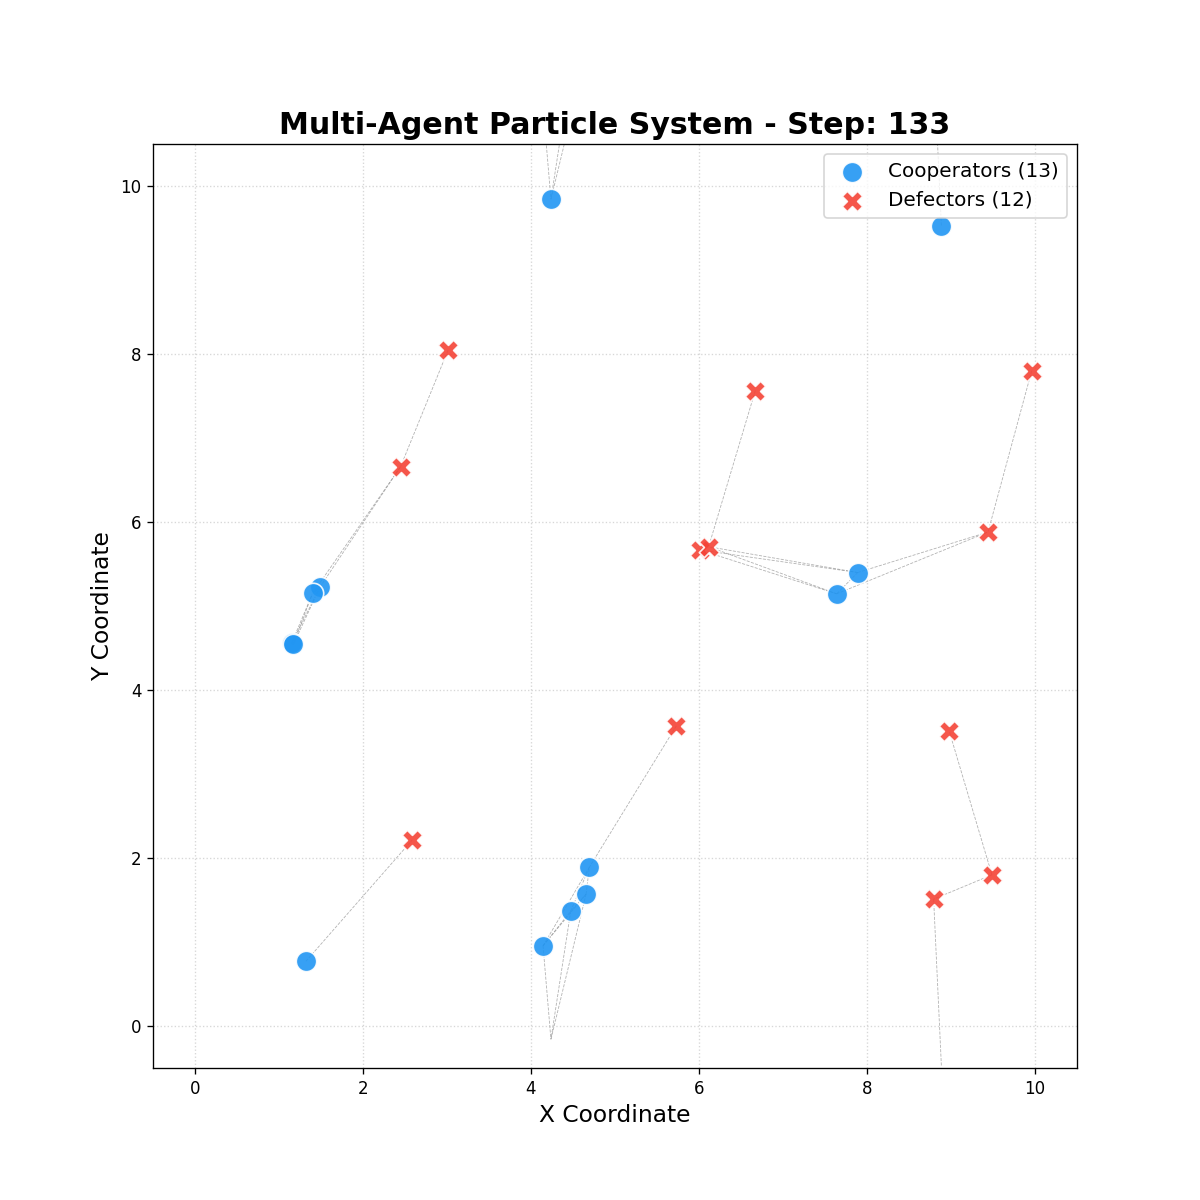 Multi-Agent Particle System - Step: 133
Cooperators (13)
Defectors (12)
10
8
6
4
2
0
Y Coordinate
0 2 4 6 8 10
X Coordinate